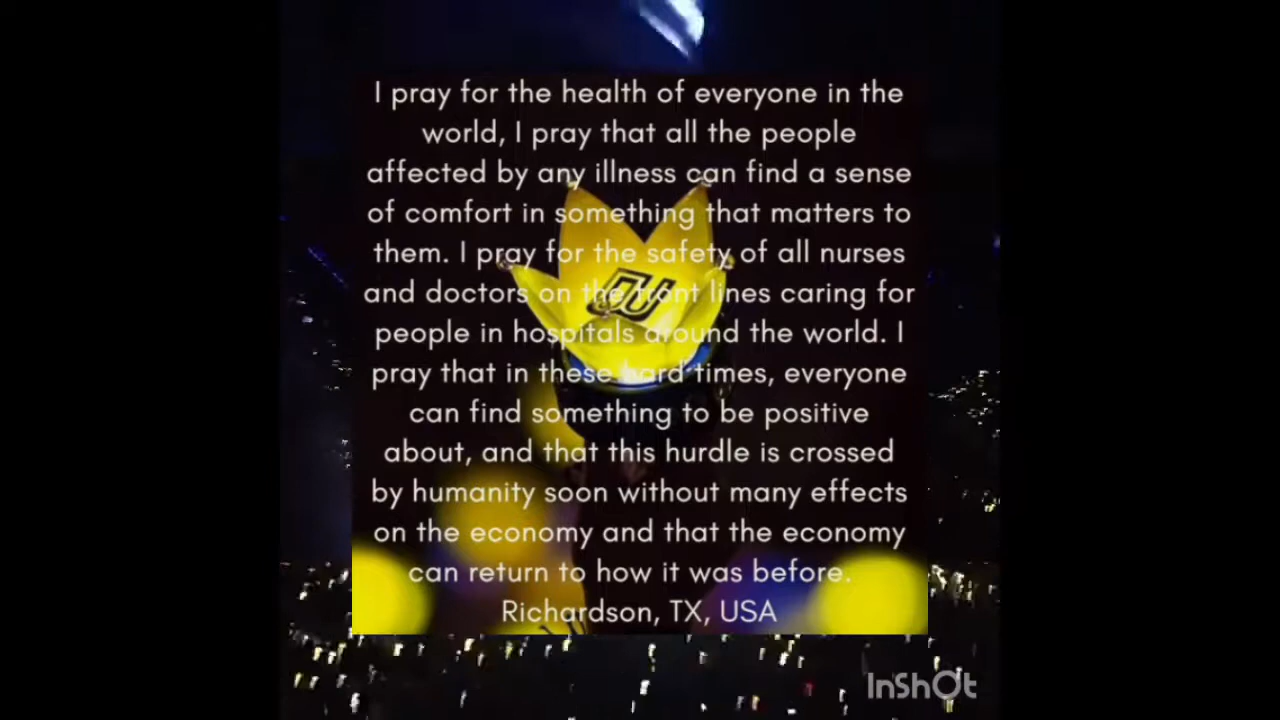 I pray for the health of everyone in the
world, I pray that all the people
affected by any illness can find a sense
of comfort in something that matters to
them. I pray for the safety of all nurses
and doctors on the front lines caring for
people in hospitals around the world. I
pray that in these hard times, everyone
can find something to be positive
about, and that this hurdle is crossed
by humanity soon without many effects
on the economy and that the economy
can return to how it was before.
Richardson, TX, USA
InShOt